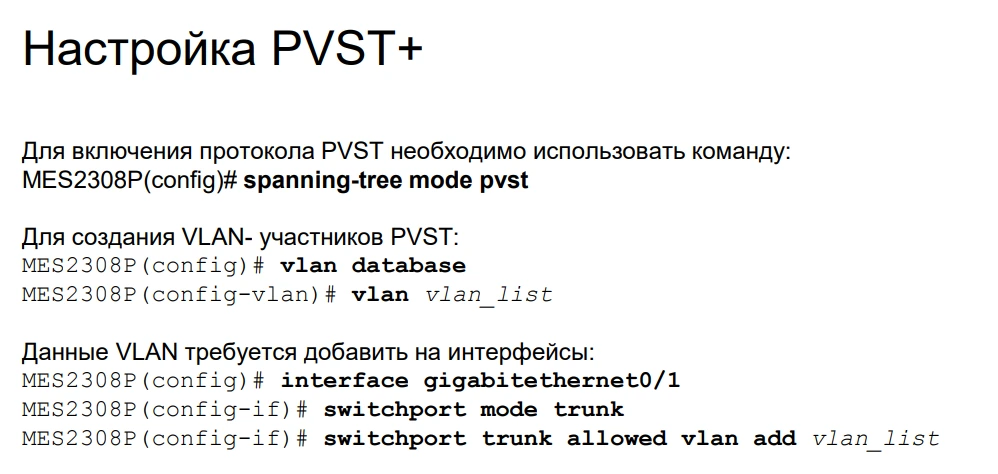 Настройка PVST+
Для включения протокола PVST необходимо использовать команду:
MES2308P(config)# spanning-tree mode pvst
Для создания VLAN- участников PVST:
MES2308P(config)# vlan database
MES2308P(config-vlan)# vlan vlan_list
Данные VLAN требуется добавить на интерфейсы:
MES2308P(config)# interface gigabitethernet0/1
MES2308P(config-if)# switchport mode trunk
MES2308P(config-if)# switchport trunk allowed vlan add vlan_list